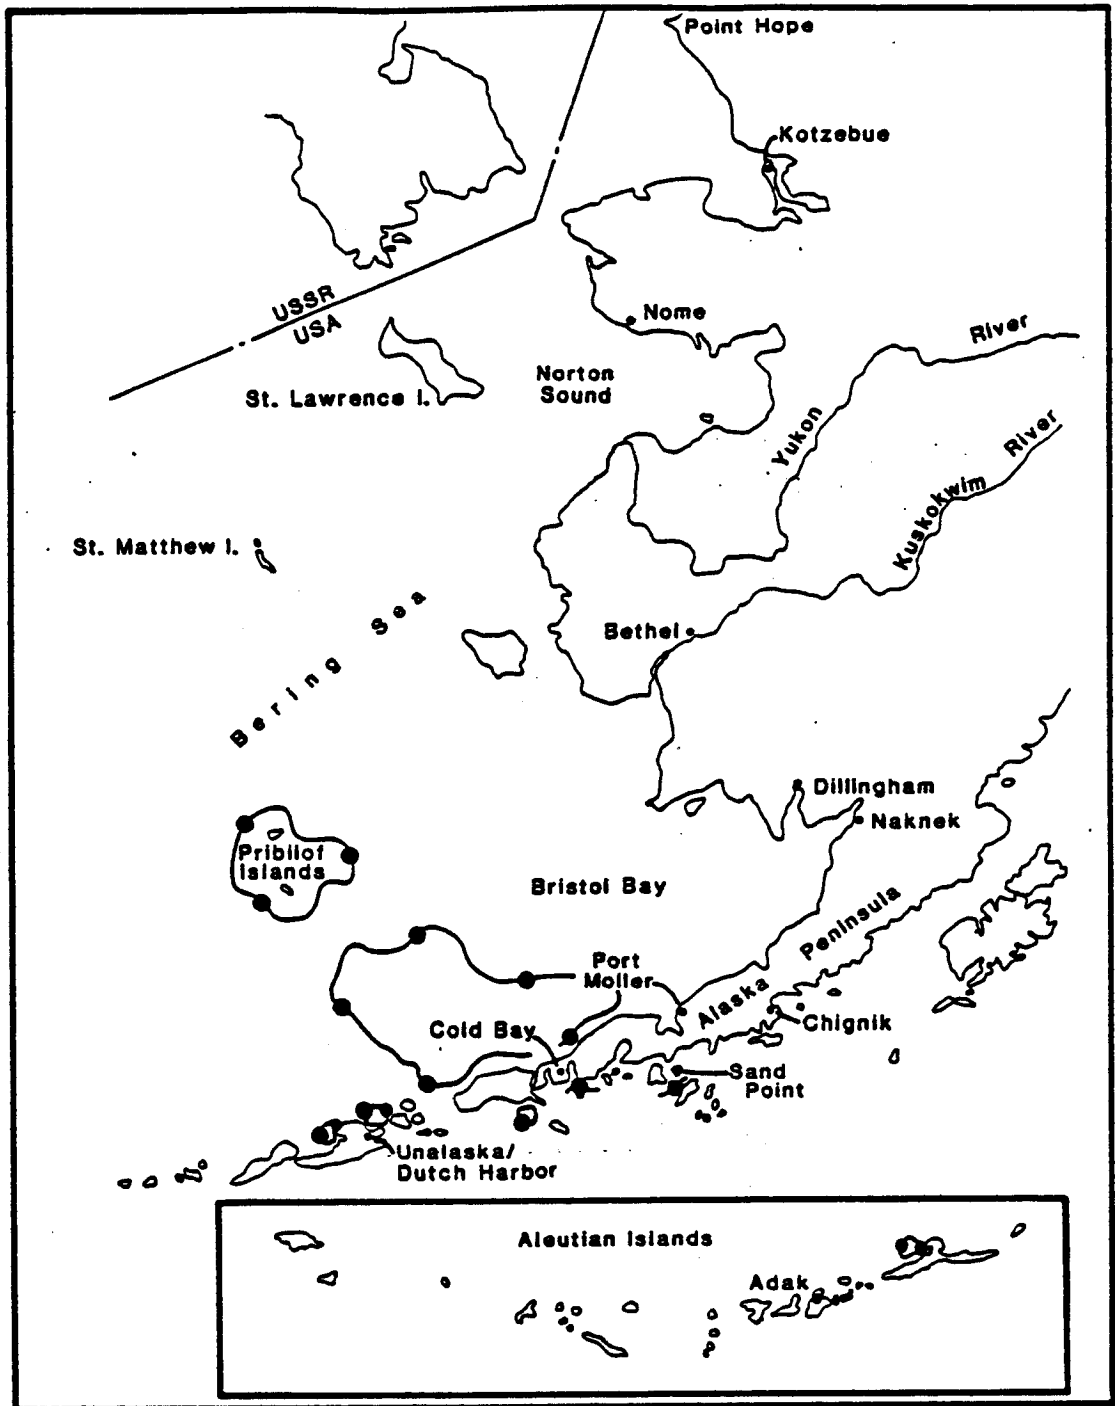 Point Hope
Kotzebue
USSR
USA
Nome
River
St. Lawrence I.
Norton
Sound
Yukon
River
Kuskokwim
St. Matthew I.
Bering Sea
Bethel
Dillingham
Naknek
Pribilof
Islands
Bristol Bay
Alaska Peninsula
Port
Moller
Cold Bay
Chignik
Sand
Point
Unalaska/
Dutch Harbor
Aleutian Islands
Adak